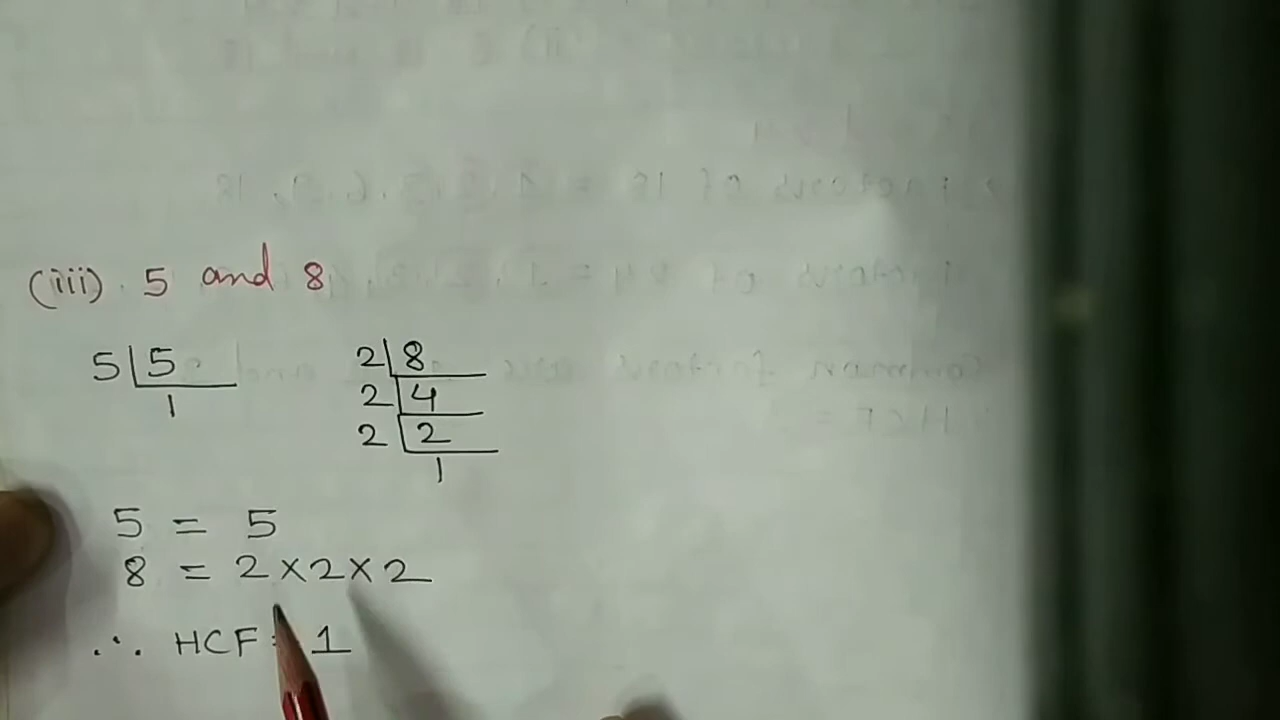 (iii) 5 and 8
5 5 2 8
1 2 4
2 2
1
5 = 5
8 = 2 × 2 × 2
∴ HCF = 1